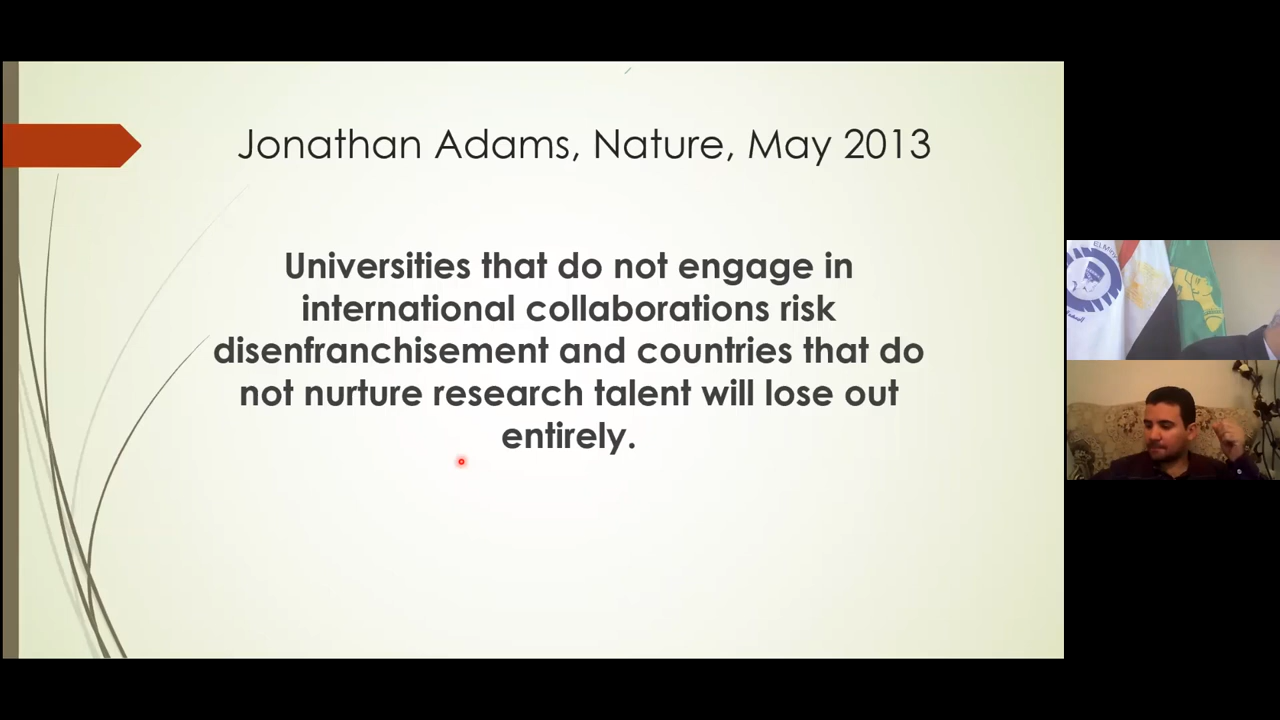 Jonathan Adams, Nature, May 2013
Universities that do not engage in
international collaborations risk
disenfranchisement and countries that do
not nurture research talent will lose out
entirely.